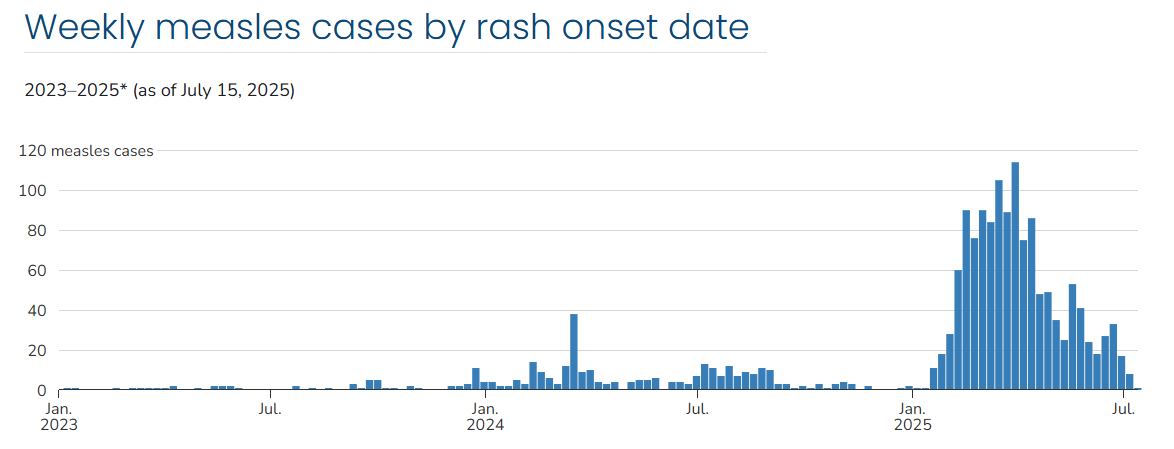 Weekly measles cases by rash onset date
2023–2025* (as of July 15, 2025)
120 measles cases
100
80
60
40
20
0
Jan. Jul. Jan. Jul. Jan. Jul.
2023 2024 2025